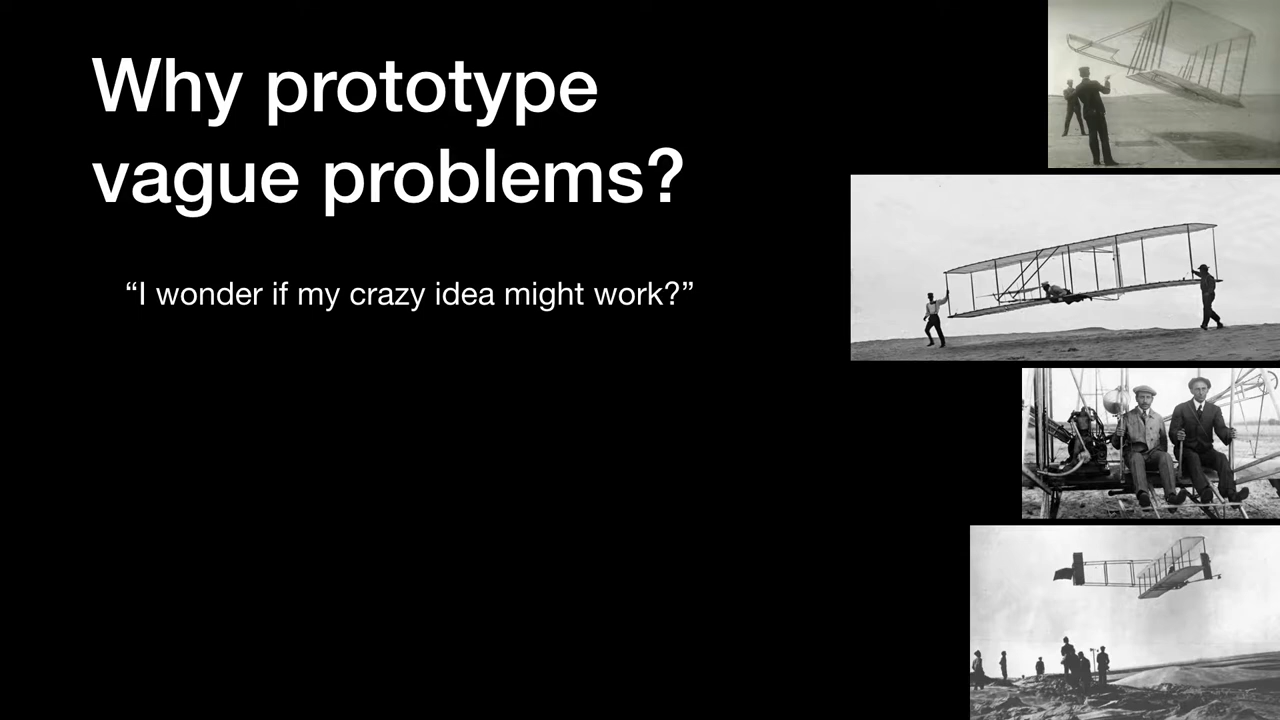 Why prototype
vague problems?
“I wonder if my crazy idea might work?”